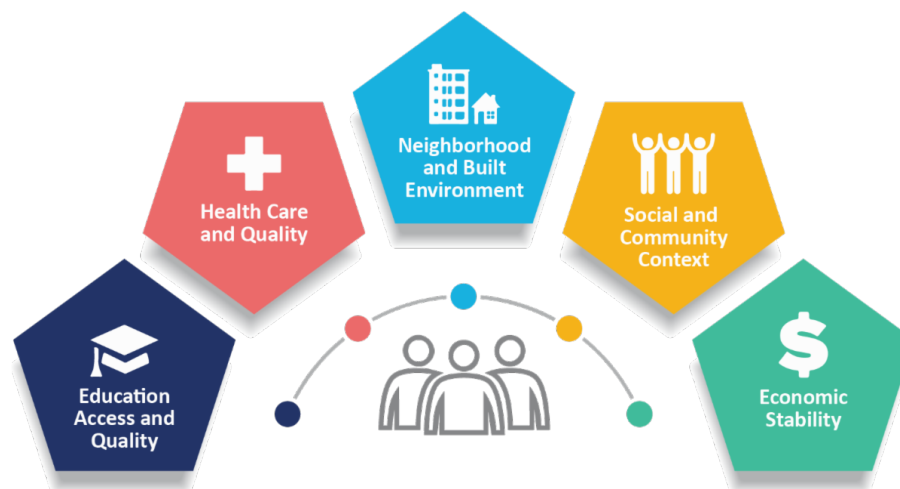 Education
Access and
Quality
Health Care
and Quality
Neighborhood
and Built
Environment
Social and
Community
Context
$
Economic
Stability